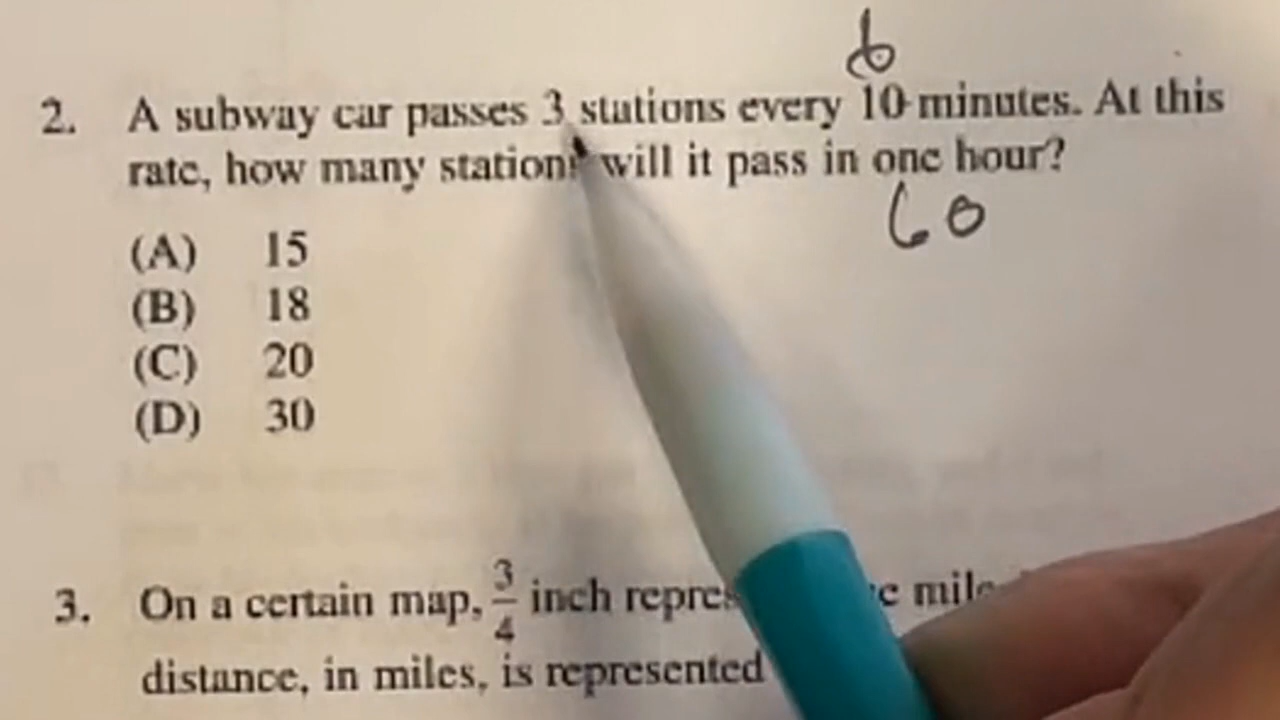 6
2. A subway car passes 3 stations every 10 minutes. At this
rate, how many stations will it pass in one hour?
60
(A) 15
(B) 18
(C) 20
(D) 30
3. On a certain map, 3/4 inch
distance, in miles, is represented